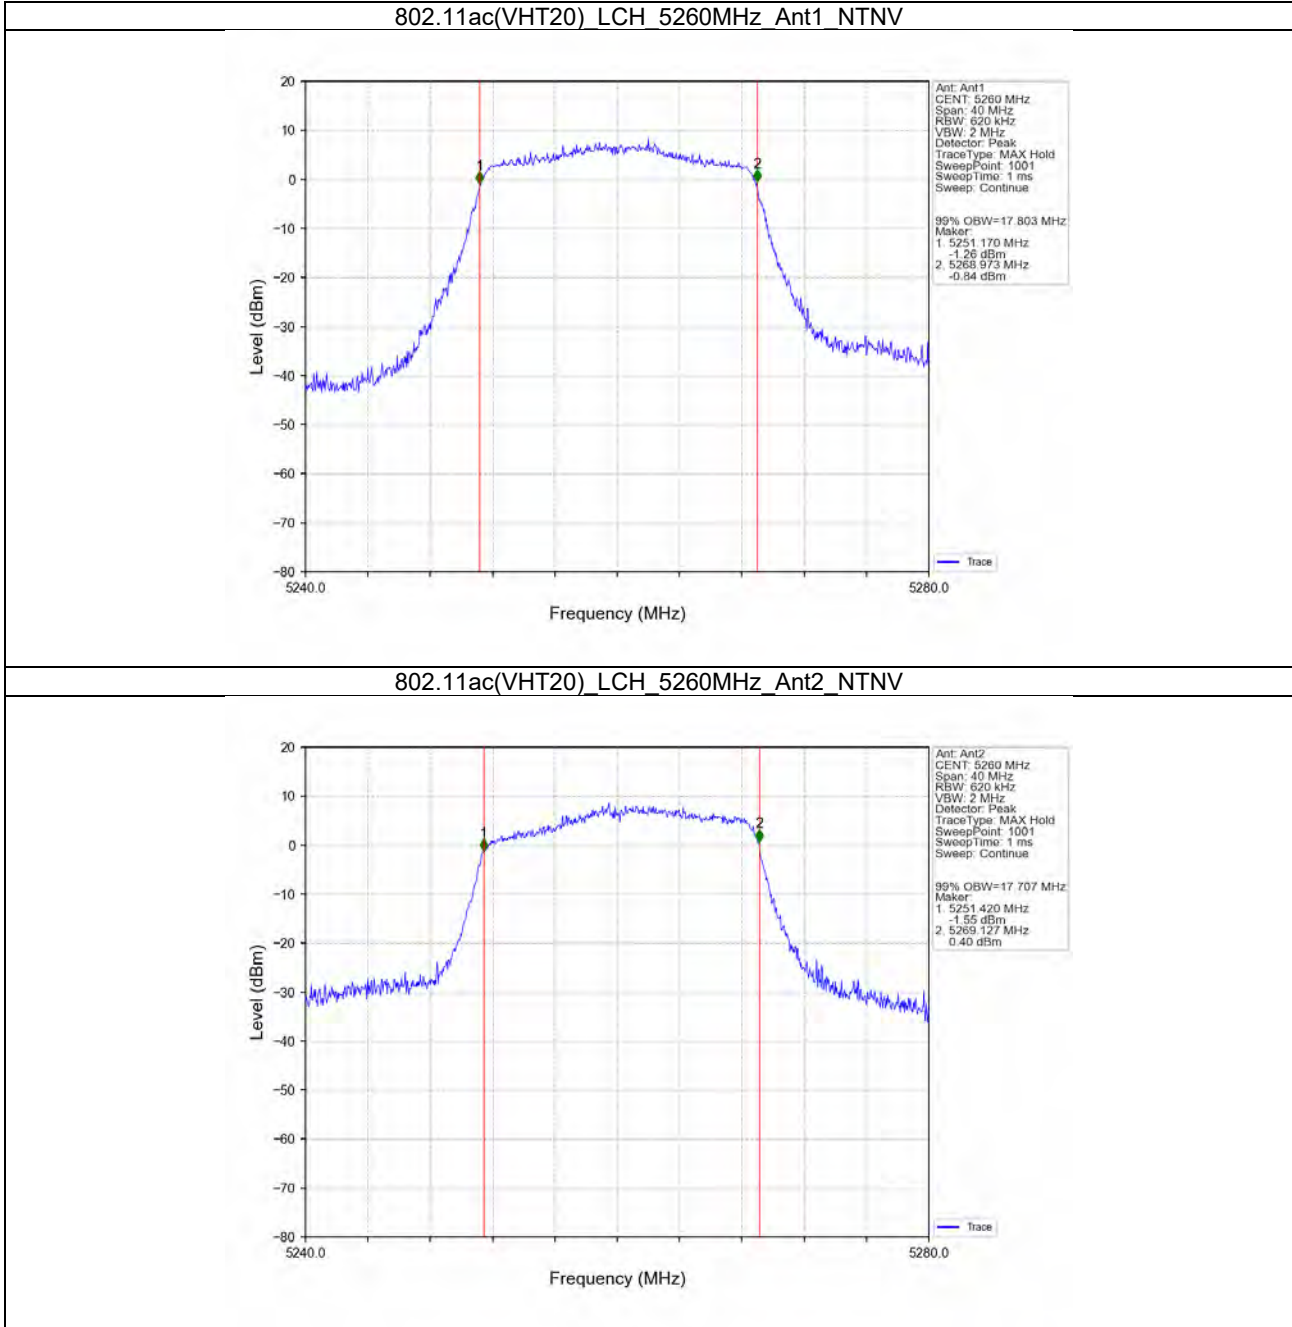 802.11ac(VHT20)_LCH_5260MHz_Ant1_NTNV
20
10
0
−10
−20
−30
−40
−50
−60
−70
−80
Level (dBm)
1
2
5240.0
5280.0
Frequency (MHz)
Ant: Ant1
CENT: 5260 MHz
Span: 40 MHz
RBW: 620 kHz
VBW: 2 MHz
Detector: Peak
TraceType: MAX Hold
SweepPoint: 1001
SweepTime: 1 ms
Sweep: Continue
99% OBW=17.803 MHz
Maker:
1. 5251.170 MHz
-1.26 dBm
2. 5268.973 MHz
-0.84 dBm
Trace
802.11ac(VHT20)_LCH_5260MHz_Ant2_NTNV
20
10
0
−10
−20
−30
−40
−50
−60
−70
−80
Level (dBm)
1
2
5240.0
5280.0
Frequency (MHz)
Ant: Ant2
CENT: 5260 MHz
Span: 40 MHz
RBW: 620 kHz
VBW: 2 MHz
Detector: Peak
TraceType: MAX Hold
SweepPoint: 1001
SweepTime: 1 ms
Sweep: Continue
99% OBW=17.707 MHz
Maker:
1. 5251.420 MHz
-1.55 dBm
2. 5269.127 MHz
0.40 dBm
Trace